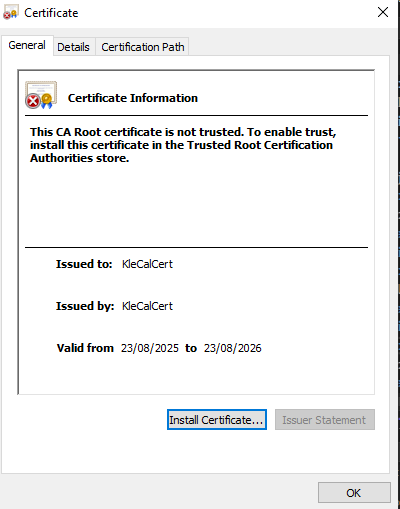 Certificate
General
Details
Certification Path
Certificate Information
This CA Root certificate is not trusted. To enable trust,
install this certificate in the Trusted Root Certification
Authorities store.
Issued to: KleCalCert
Issued by: KleCalCert
Valid from 23/08/2025 to 23/08/2026
Install Certificate...
Issuer Statement
OK